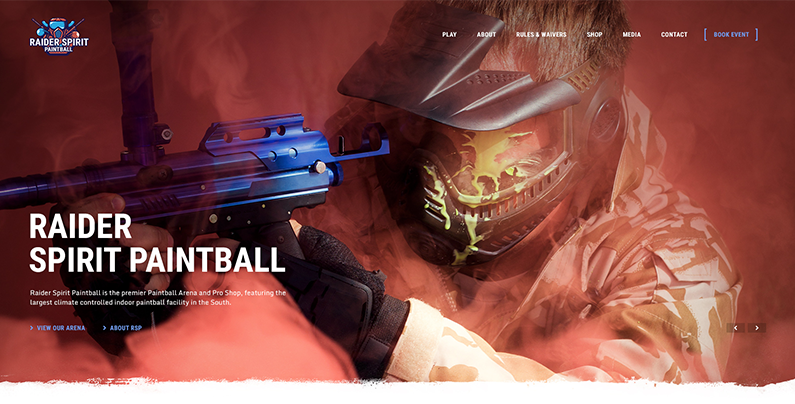 RAIDER SPIRIT
PAINTBALL
PLAY ABOUT RULES & WAIVERS SHOP MEDIA CONTACT [ BOOK EVENT ]
RAIDER
SPIRIT PAINTBALL
Raider Spirit Paintball is the premier Paintball Arena and Pro Shop, featuring the
largest climate controlled indoor paintball facility in the South.
> VIEW OUR ARENA > ABOUT RSP